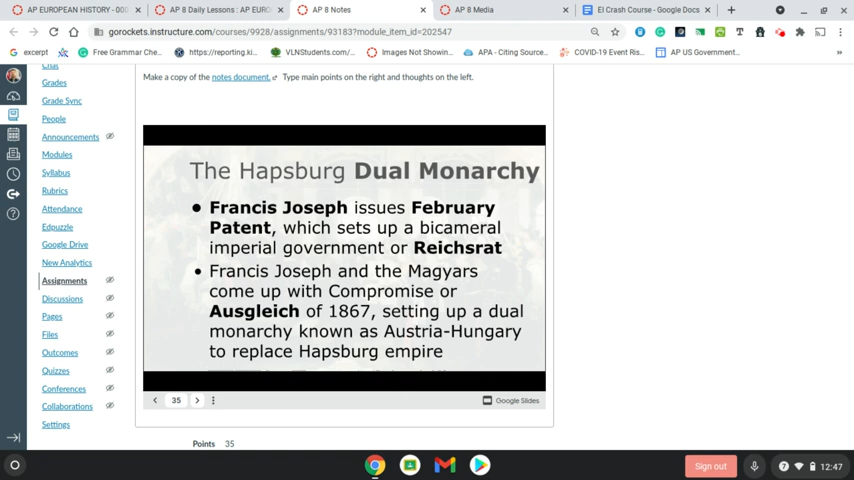 AP EUROPEAN HISTORY - 000
AP 8 Daily Lessons : AP EURO
AP 8 Notes
AP 8 Media
EI Crash Course - Google Docs
gorockets.instructure.com/courses/9928/assignments/93183?module_item_id=202547
excerpt
Free Grammar Che...
https://reporting.ki...
VLNStudents.com/...
Images Not Showin...
APA - Citing Source...
COVID-19 Event Ris...
AP US Government...
Chat
Grades
Grade Sync
People
Announcements
Modules
Syllabus
Rubrics
Attendance
Edpuzzle
Google Drive
New Analytics
Assignments
Discussions
Pages
Files
Outcomes
Quizzes
Conferences
Collaborations
Settings
Make a copy of the notes document. Type main points on the right and thoughts on the left.
The Hapsburg Dual Monarchy
• Francis Joseph issues February
Patent, which sets up a bicameral
imperial government or Reichsrat
• Francis Joseph and the Magyars
come up with Compromise or
Ausgleich of 1867, setting up a dual
monarchy known as Austria-Hungary
to replace Hapsburg empire
35
Google Slides
Points 35
Sign out
12:47